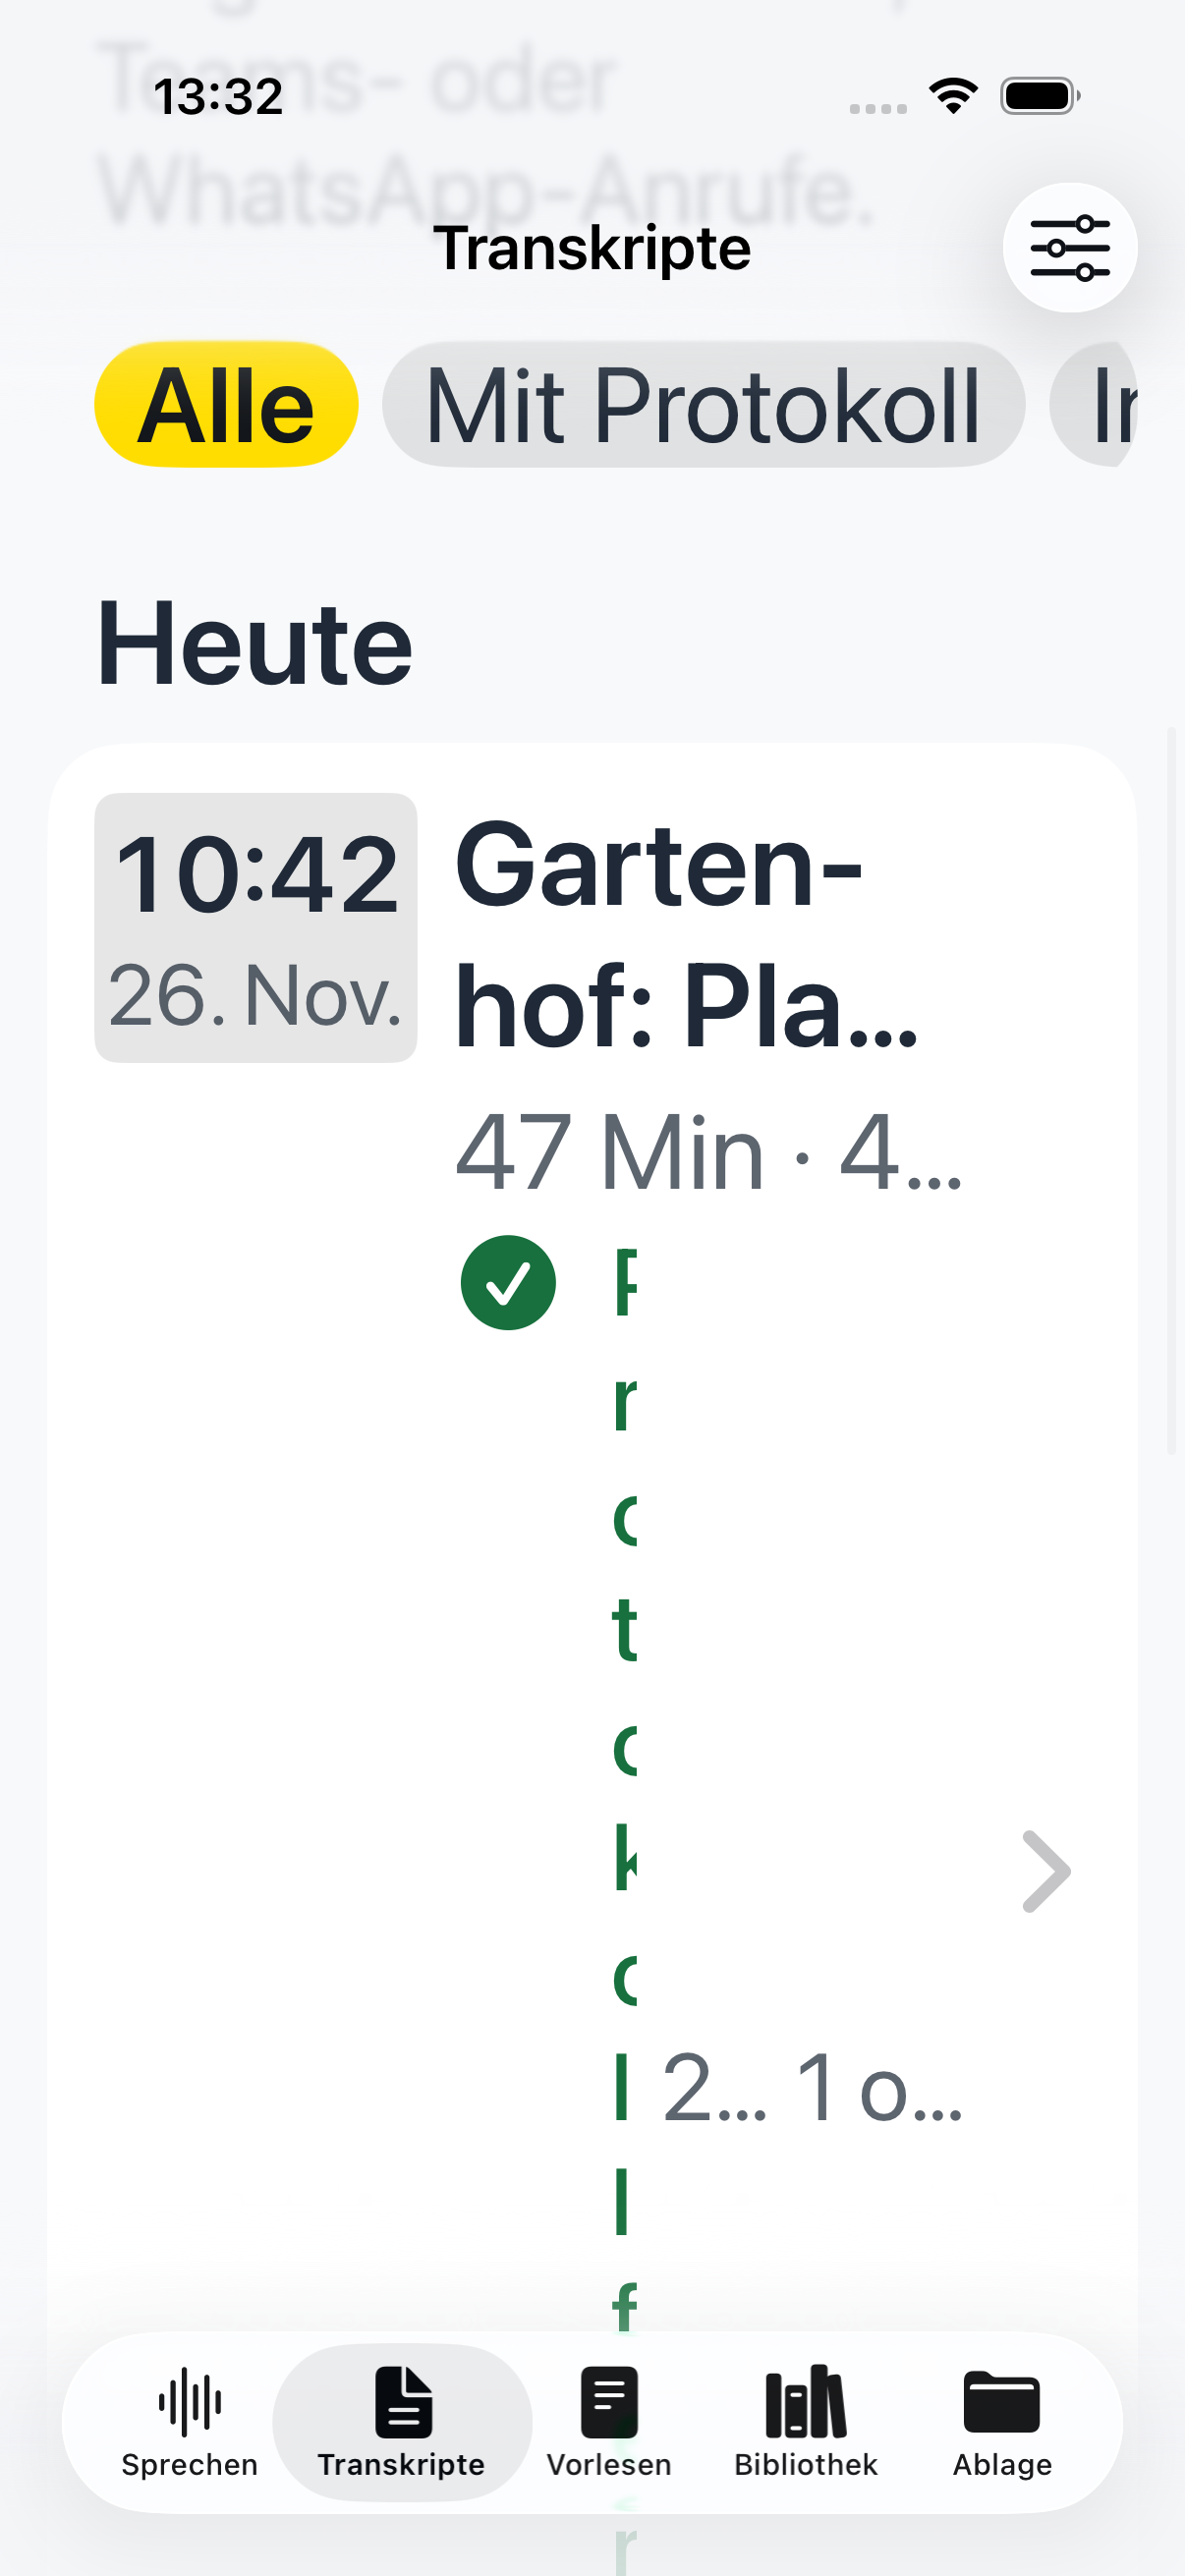 Teams- oder
13:32
WhatsApp-Anrufe.
Transkripte
Alle
Mit Protokoll
Heute
10:42
26. Nov.
Garten-
hof: Pla…
47 Min · 4…
P
r
o
t
o
k
o
l
2… 1 o…
l
f
Sprechen
Transkripte
Vorlesen
Bibliothek
Ablage
r